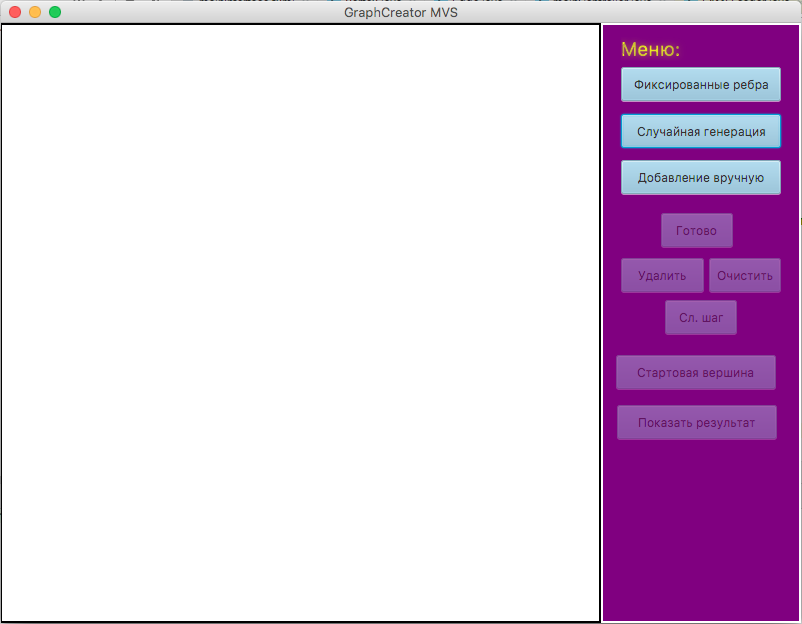 GraphCreator MVS
Меню:
Фиксированные ребра
Случайная генерация
Добавление вручную
Готово
Удалить Очистить
Сл. шаг
Стартовая вершина
Показать результат